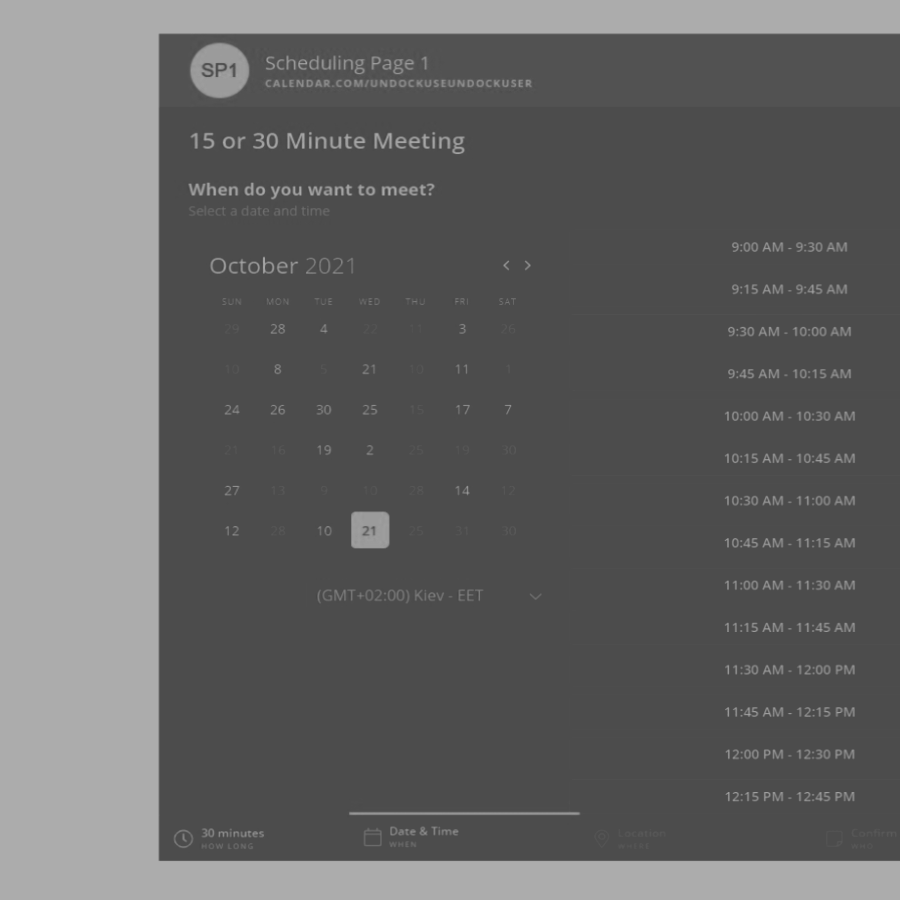 SP1
Scheduling Page 1
CALENDAR.COM/UNDOCKUSEUNDOCKUSER
15 or 30 Minute Meeting
When do you want to meet?
Select a date and time
October 2021
SUN MON TUE WED THU FRI SAT
29 28 4 22 11 3 26
10 8 5 21 10 11 1
24 26 30 25 15 17 7
21 16 19 2 25 19 30
27 13 9 10 28 14 12
12 28 10 21 25 31 30
(GMT+02:00) Kiev - EET
9:00 AM - 9:30 AM
9:15 AM - 9:45 AM
9:30 AM - 10:00 AM
9:45 AM - 10:15 AM
10:00 AM - 10:30 AM
10:15 AM - 10:45 AM
10:30 AM - 11:00 AM
10:45 AM - 11:15 AM
11:00 AM - 11:30 AM
11:15 AM - 11:45 AM
11:30 AM - 12:00 PM
11:45 AM - 12:15 PM
12:00 PM - 12:30 PM
12:15 PM - 12:45 PM
30 minutes
HOW LONG
Date & Time
WHEN
Location
WHERE
Confirm
WHO